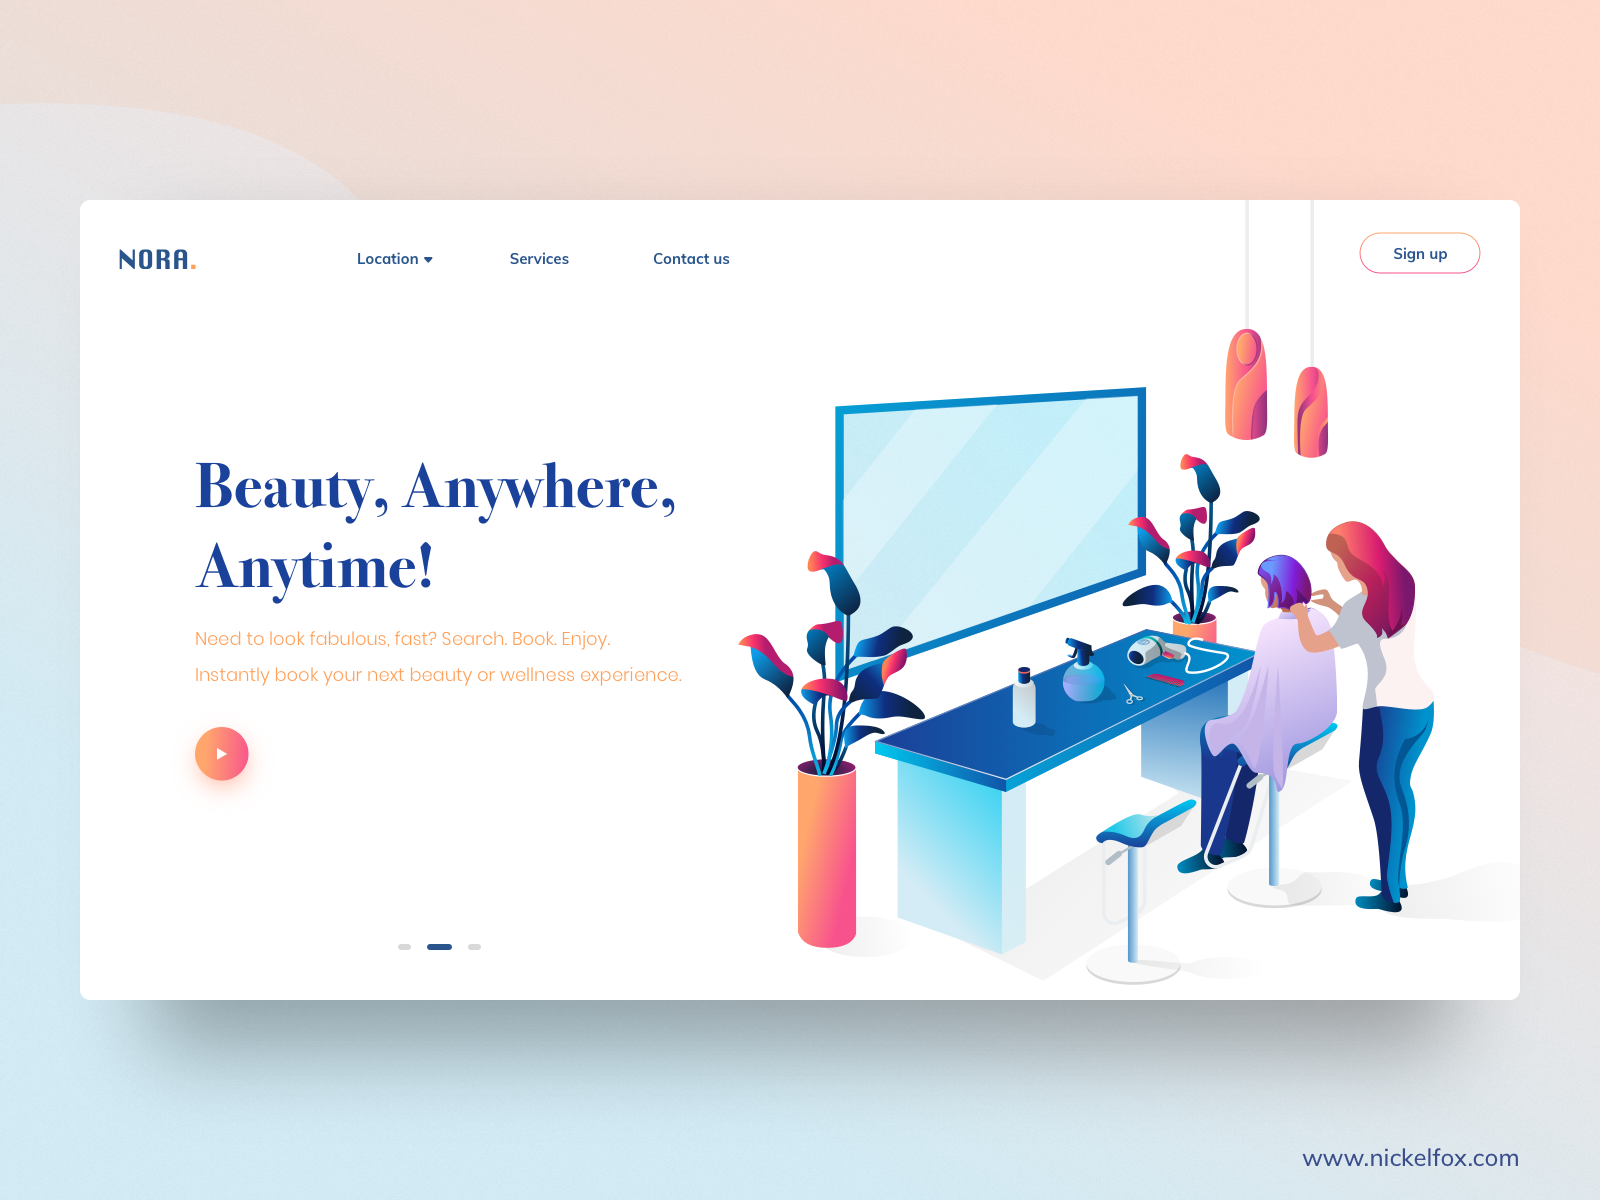 NORA.
Location
Services
Contact us
Sign up
Beauty, Anywhere,
Anytime!
Need to look fabulous, fast? Search. Book. Enjoy.
Instantly book your next beauty or wellness experience.
www.nickelfox.com